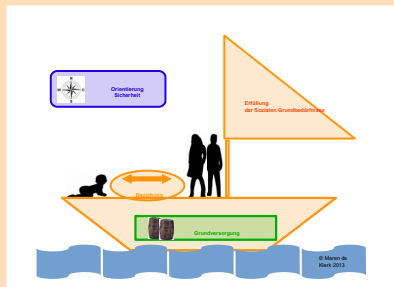 Orientierung
Sicherheit
Erfüllung
der Sozialen Grundbedürfnisse
Grundversorgung
© Maren de
Klerk 2013